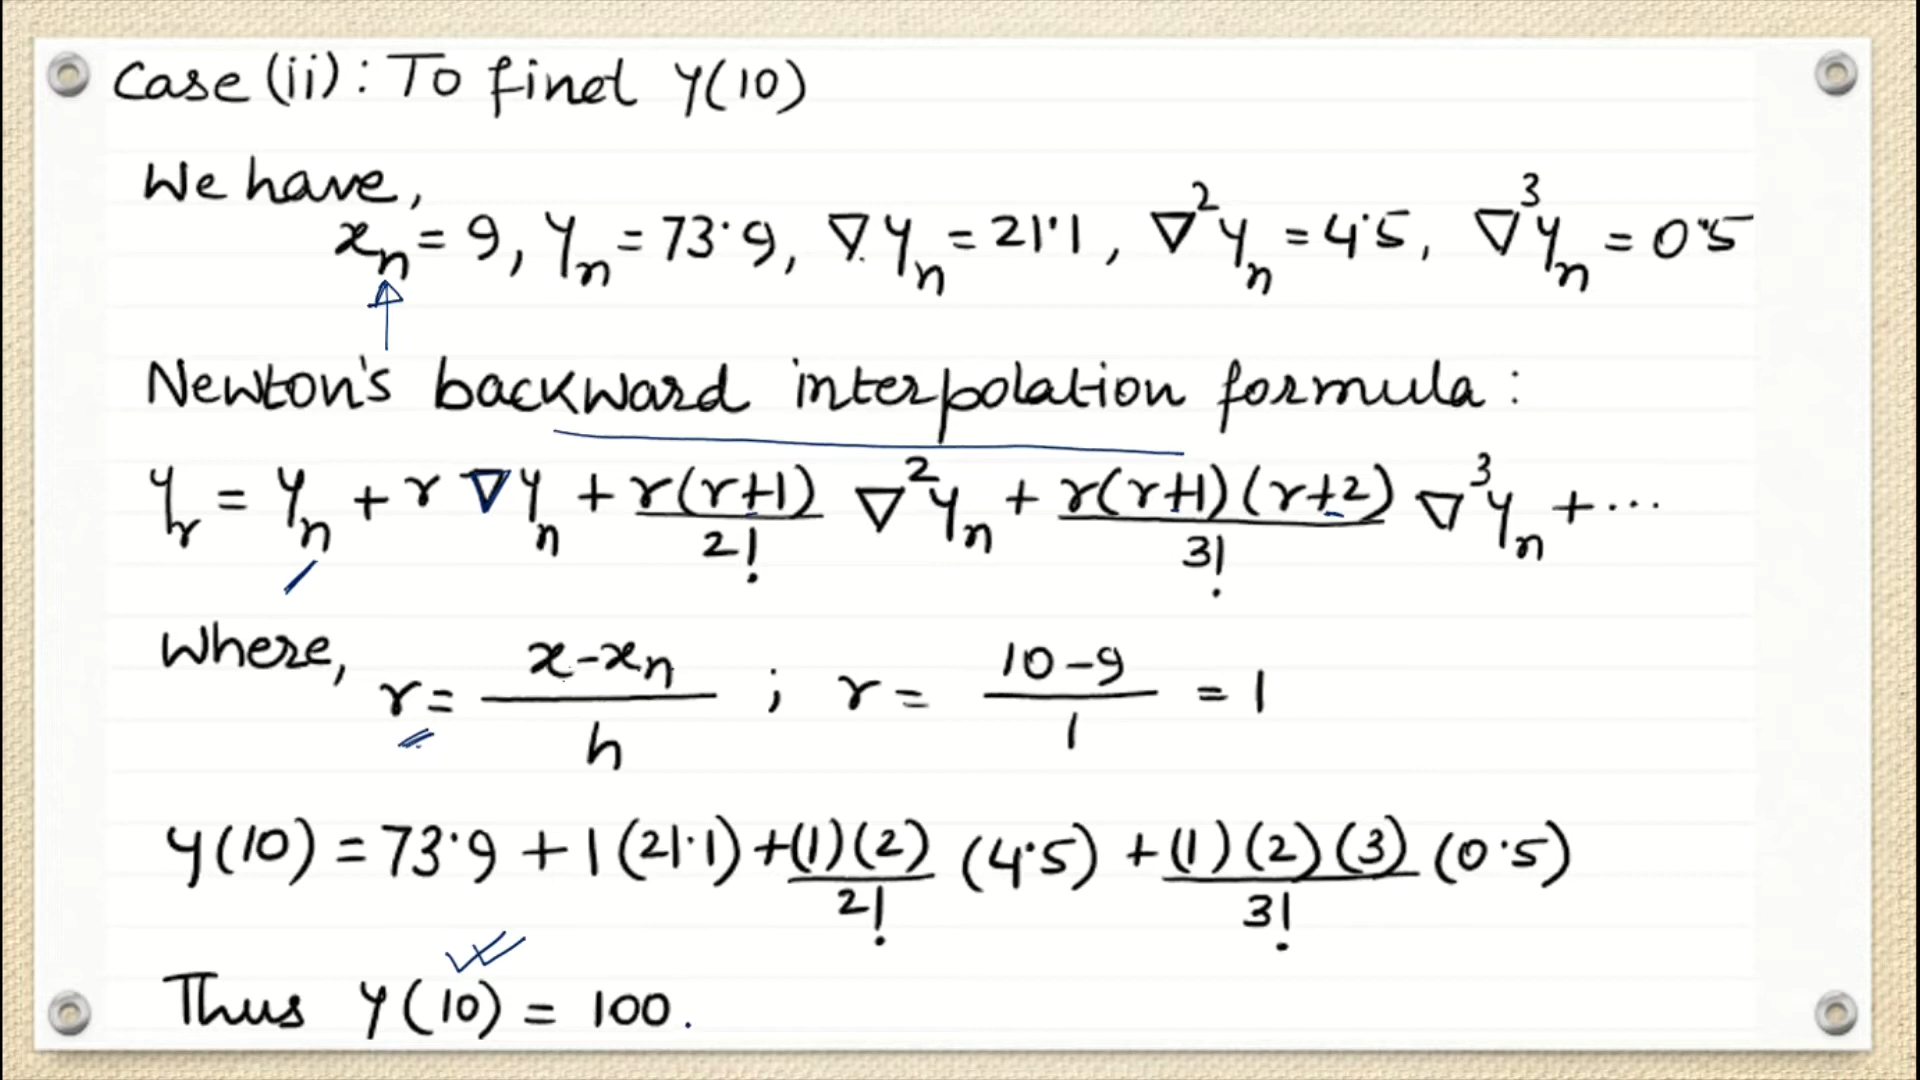 Case (ii): To find y(10)
We have,
xₙ = 9, yₙ = 73·9, ∇yₙ = 21·1, ∇²yₙ = 4·5, ∇³yₙ = 0·5
Newton's backward interpolation formula:
yᵣ = yₙ + r ∇yₙ + r(r+1)/2! ∇²yₙ + r(r+1)(r+2)/3! ∇³yₙ + ...
Where, r = (x-xₙ)/h ; r = (10-9)/1 = 1
y(10) = 73·9 + 1(21·1) + (1)(2)/2! (4·5) + (1)(2)(3)/3! (0·5)
Thus y(10) = 100.